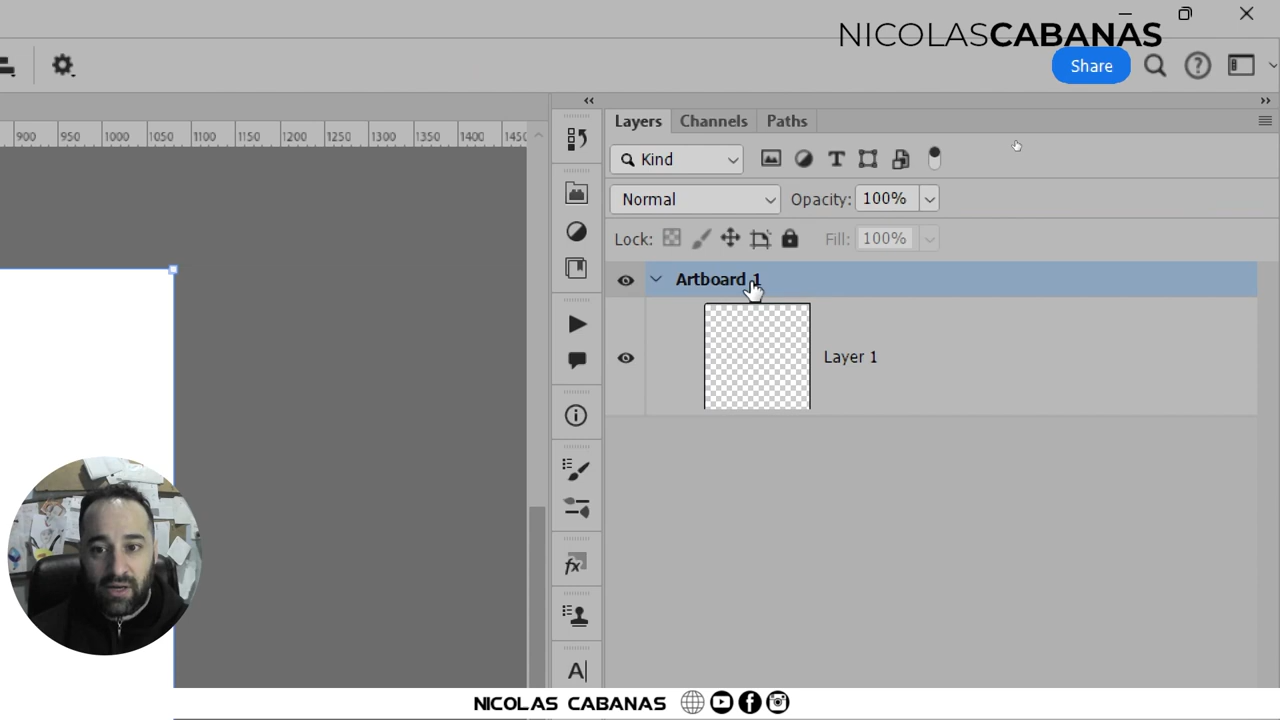 NICOLASCABANAS
Share
900 950 1000 1050 1100 1150 1200 1250 1300 1350 1400
Layers Channels Paths
Kind
Normal Opacity: 100%
Lock: Fill: 100%
Artboard 1
Layer 1
NICOLAS CABANAS